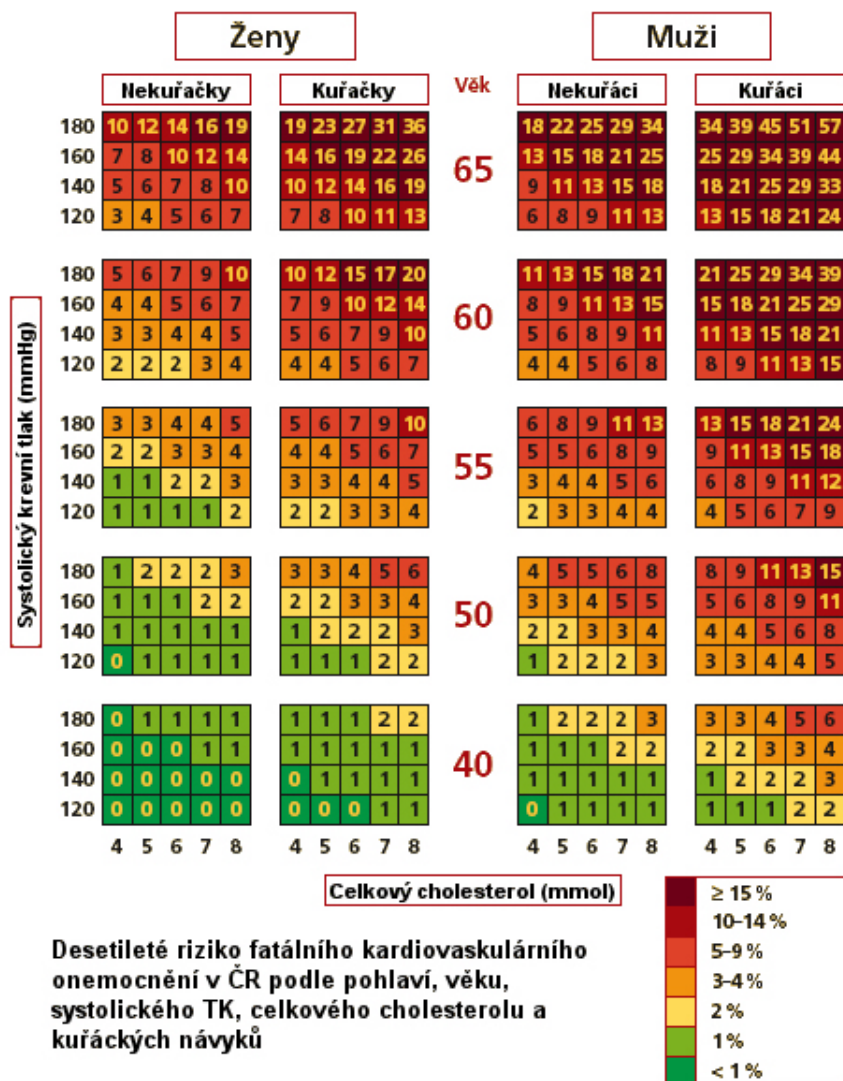 Ženy Muži
Nekuřačky Kuřačky Věk Nekuřáci Kuřáci
180 10 12 14 16 19 19 23 27 31 36 18 22 25 29 34 34 39 45 51 57
160 7 8 10 12 14 14 16 19 22 26 13 15 18 21 25 25 29 34 39 44
65
140 5 6 7 8 10 10 12 14 16 19 9 11 13 15 18 18 21 25 29 33
120 3 4 5 6 7 7 8 10 11 13 6 8 9 11 13 13 15 18 21 24
180 5 6 7 9 10 10 12 15 17 20 11 13 15 18 21 21 25 29 34 39
160 4 4 5 6 7 7 9 10 12 14 8 9 11 13 15 15 18 21 25 29
60
140 3 3 4 4 5 5 6 7 9 10 5 6 8 9 11 11 13 15 18 21
120 2 2 2 3 4 4 4 5 6 7 4 4 5 6 8 8 9 11 13 15
Systolický krevní tlak (mmHg)
180 3 3 4 4 5 5 6 7 9 10 6 8 9 11 13 13 15 18 21 24
160 2 2 3 3 4 4 4 5 6 7 5 5 6 8 9 9 11 13 15 18
55
140 1 1 2 2 3 3 3 4 4 5 3 4 4 5 6 6 8 9 11 12
120 1 1 1 1 2 2 2 3 3 4 2 3 3 4 4 4 5 6 7 9
180 1 2 2 2 3 3 3 4 5 6 4 5 5 6 8 8 9 11 13 15
160 1 1 1 2 2 2 2 3 3 4 3 3 4 5 5 5 6 8 9 11
50
140 1 1 1 1 1 1 2 2 2 3 2 2 3 3 4 4 4 5 6 8
120 0 1 1 1 1 1 1 1 2 2 1 2 2 2 3 3 3 4 4 5
180 0 1 1 1 1 1 1 1 2 2 1 2 2 2 3 3 3 4 5 6
160 0 0 0 1 1 1 1 1 1 1 1 1 1 2 2 2 2 3 3 4
40
140 0 0 0 0 0 0 1 1 1 1 1 1 1 1 1 1 2 2 2 3
120 0 0 0 0 0 0 0 0 1 1 0 1 1 1 1 1 1 1 2 2
4 5 6 7 8 4 5 6 7 8 4 5 6 7 8 4 5 6 7 8
Celkový cholesterol (mmol)
≥ 15 %
10–14 %
5–9 %
3–4 %
2 %
1 %
< 1 %
Desetileté riziko fatálního kardiovaskulárního
onemocnění v ČR podle pohlaví, věku,
systolického TK, celkového cholesterolu a
kuřáckých návyků